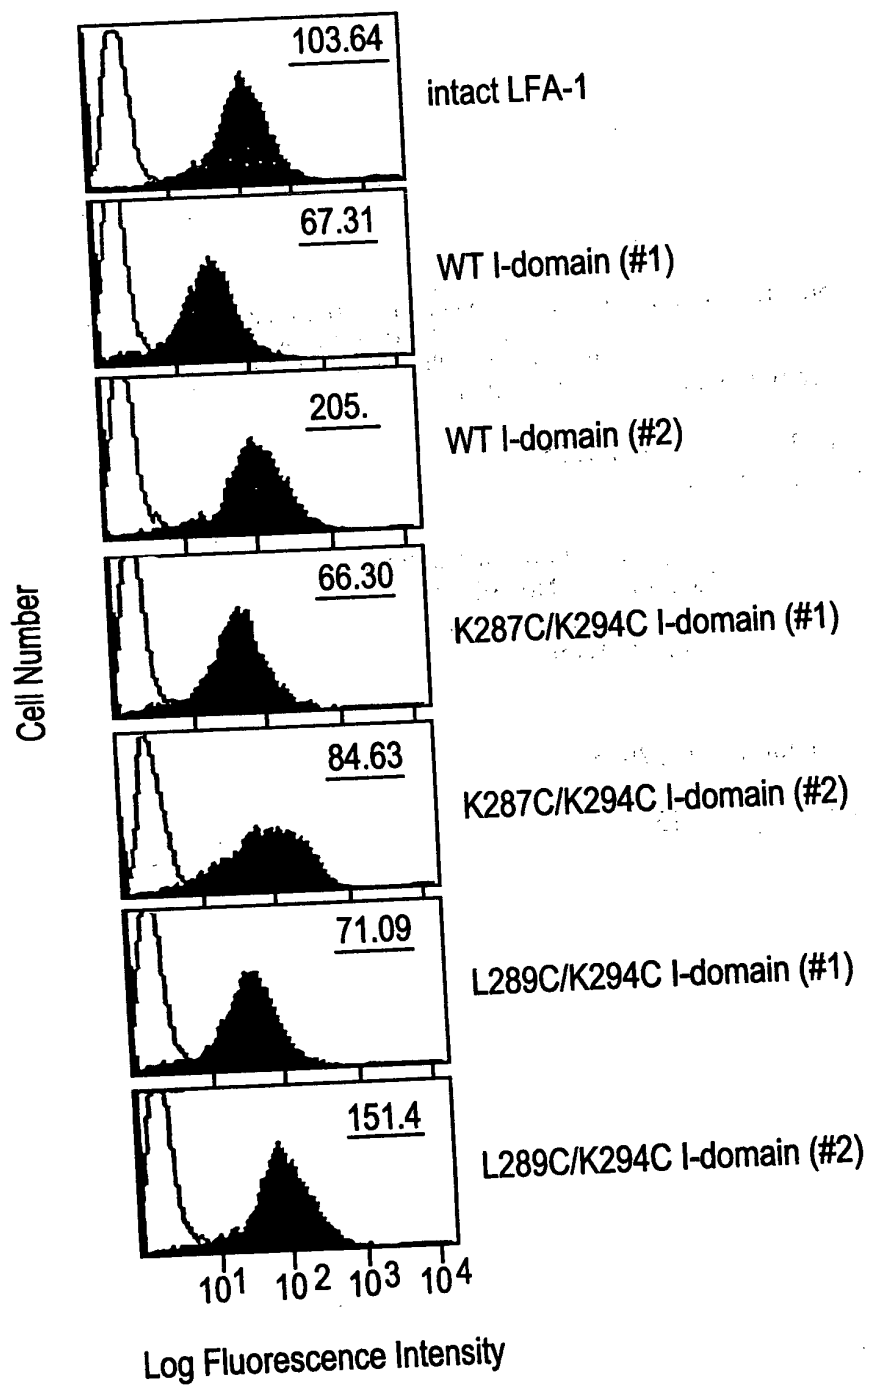 103.64
intact LFA-1
67.31
WT I-domain (#1)
205.
WT I-domain (#2)
66.30
K287C/K294C I-domain (#1)
84.63
K287C/K294C I-domain (#2)
71.09
L289C/K294C I-domain (#1)
151.4
L289C/K294C I-domain (#2)
Cell Number
10¹ 10² 10³ 10⁴
Log Fluorescence Intensity